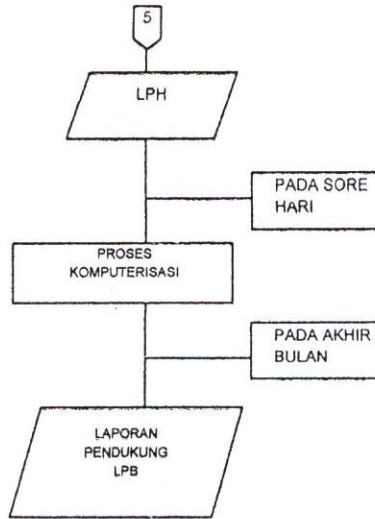 5
LPH
PADA SORE
HARI
PROSES
KOMPUTERISASI
PADA AKHIR
BULAN
LAPORAN
PENDUKUNG
LPB